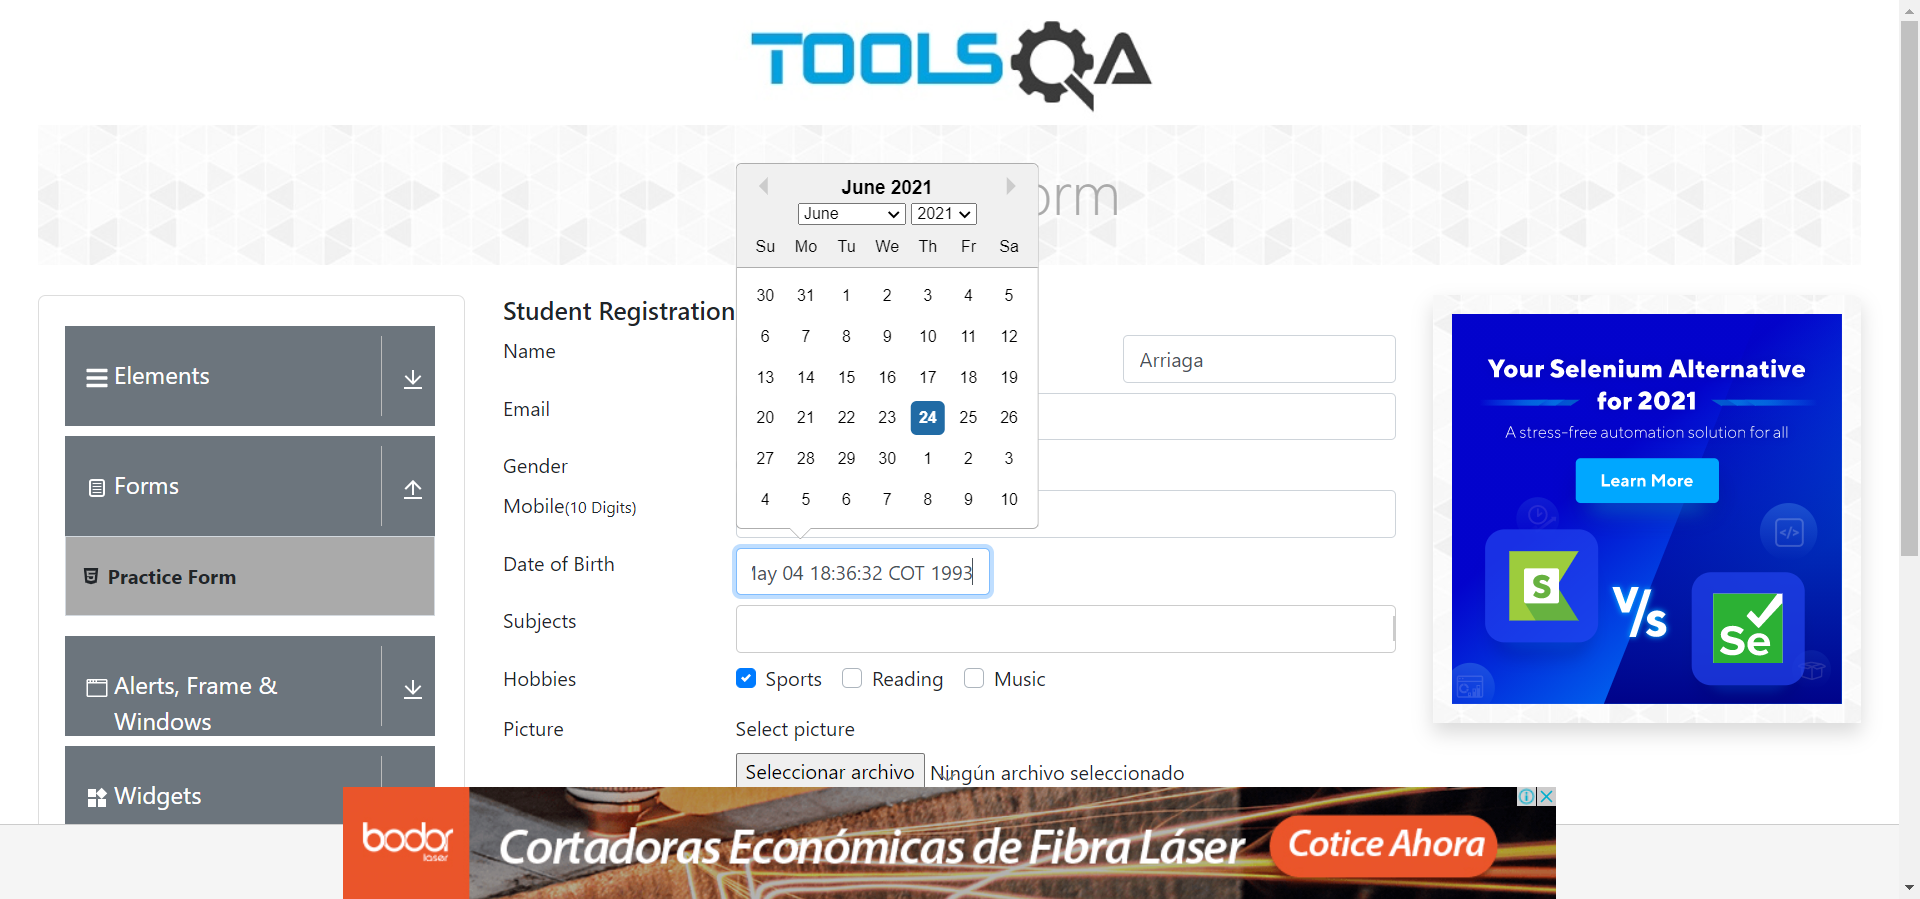 TOOLSQA
orm
June 2021
June 2021
Su Mo Tu We Th Fr Sa
30 31 1 2 3 4 5
6 7 8 9 10 11 12
13 14 15 16 17 18 19
20 21 22 23 24 25 26
27 28 29 30 1 2 3
4 5 6 7 8 9 10
Elements
Forms
Practice Form
Alerts, Frame &
Windows
Widgets
Student Registration
Name
Arriaga
Email
Gender
Mobile(10 Digits)
Date of Birth
May 04 18:36:32 COT 1993
Subjects
Hobbies
Sports Reading Music
Picture
Select picture
Seleccionar archivo Ningún archivo seleccionado
Your Selenium Alternative
for 2021
A stress-free automation solution for all
Learn More
S
V/s
Se
bodor
laser
Cortadoras Económicas de Fibra Láser
Cotice Ahora